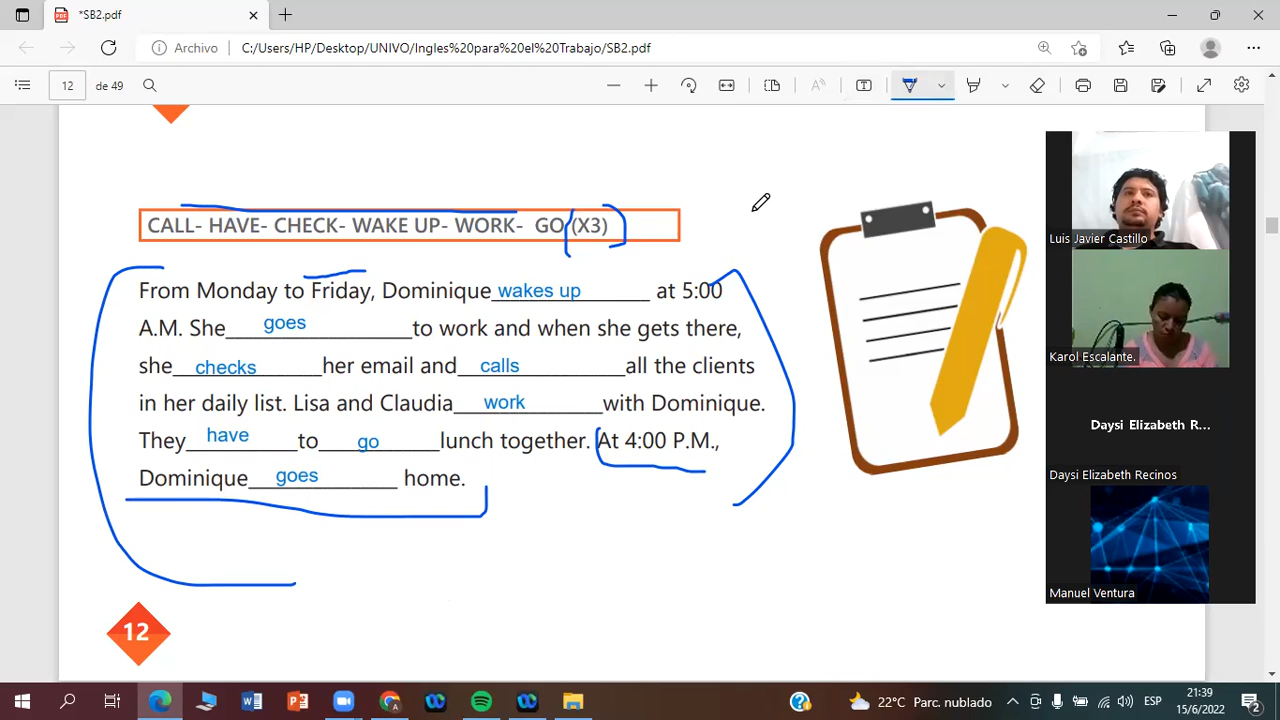 *SB2.pdf
Archivo C:/Users/HP/Desktop/UNIVO/Ingles%20para%20el%20Trabajo/SB2.pdf
12 de 49
CALL- HAVE- CHECK- WAKE UP- WORK- GO (X3)
From Monday to Friday, Dominique wakes up at 5:00
A.M. She goes to work and when she gets there,
she checks her email and calls all the clients
in her daily list. Lisa and Claudia work with Dominique.
They have to go lunch together. At 4:00 P.M.,
Dominique goes home.
12
Luis Javier Castillo
Karol Escalante.
Daysi Elizabeth R...
Daysi Elizabeth Recinos
Manuel Ventura
22°C Parc. nublado ESP 21:39
15/6/2022 2